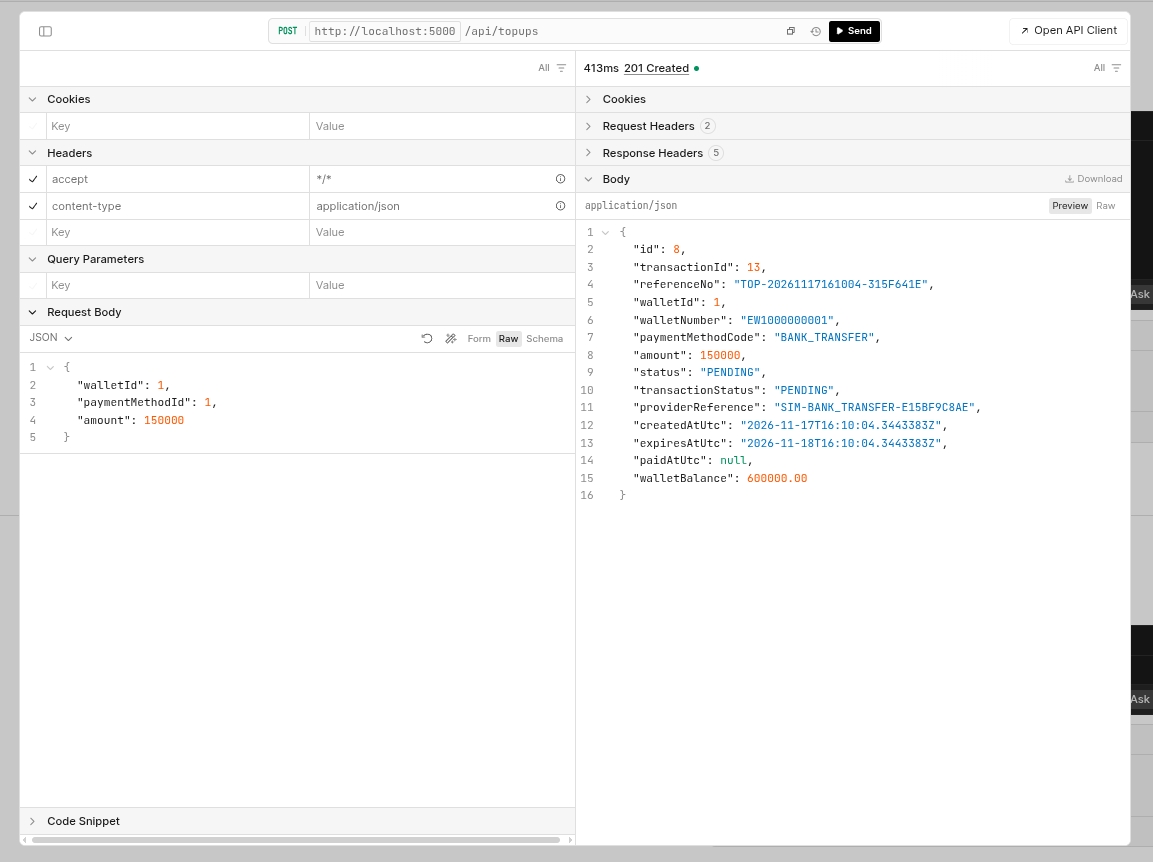 POST http://localhost:5000 /api/topups Send Open API Client
All
Cookies
Key Value
Headers
accept */*
content-type application/json
Key Value
Query Parameters
Key Value
Request Body
JSON Form Raw Schema
1 {
2 "walletId": 1,
3 "paymentMethodId": 1,
4 "amount": 150000
5 }
Code Snippet
413ms 201 Created All
Cookies
Request Headers 2
Response Headers 5
Body Download
application/json Preview Raw
1 {
2 "id": 8,
3 "transactionId": 13,
4 "referenceNo": "TOP-20261117161004-315F641E",
5 "walletId": 1,
6 "walletNumber": "EW1000000001",
7 "paymentMethodCode": "BANK_TRANSFER",
8 "amount": 150000,
9 "status": "PENDING",
10 "transactionStatus": "PENDING",
11 "providerReference": "SIM-BANK_TRANSFER-E15BF9C8AE",
12 "createdAtUtc": "2026-11-17T16:10:04.3443383Z",
13 "expiresAtUtc": "2026-11-18T16:10:04.3443383Z",
14 "paidAtUtc": null,
15 "walletBalance": 600000.00
16 }
Ask
Ask